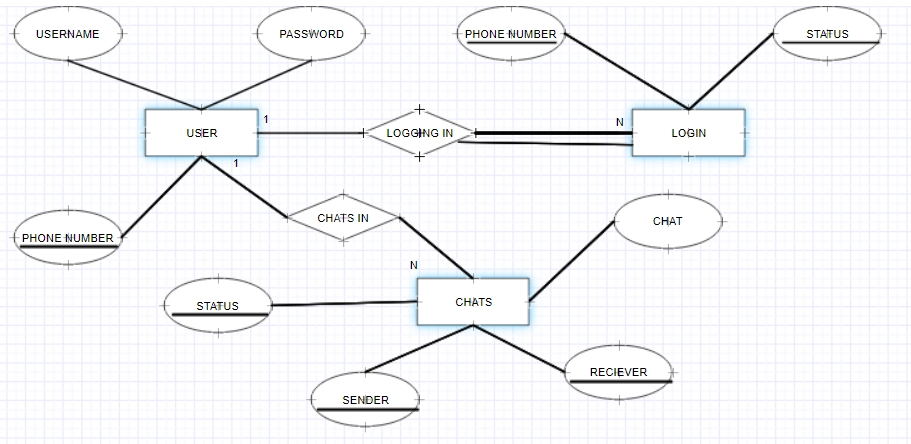 USERNAME
PASSWORD
PHONE NUMBER
STATUS
USER
1
LOGGING IN
N
LOGIN
1
PHONE NUMBER
CHATS IN
CHAT
N
STATUS
CHATS
SENDER
RECIEVER